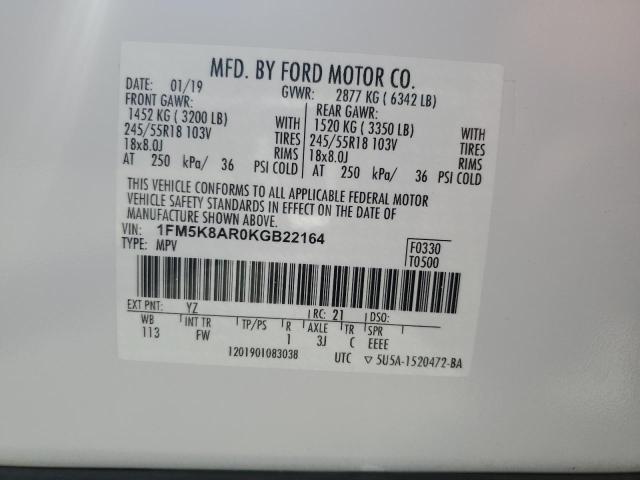 MFD. BY FORD MOTOR CO.
DATE: 01/19 GVWR: 2877 KG ( 6342 LB)
FRONT GAWR: REAR GAWR:
1452 KG ( 3200 LB) WITH 1520 KG ( 3350 LB) WITH
245/55R18 103V TIRES 245/55R18 103V TIRES
18x8.0J RIMS 18x8.0J RIMS
AT 250 kPa/ 36 PSI COLD AT 250 kPa/ 36 PSI COLD
THIS VEHICLE CONFORMS TO ALL APPLICABLE FEDERAL MOTOR
VEHICLE SAFETY STANDARDS IN EFFECT ON THE DATE OF
MANUFACTURE SHOWN ABOVE.
VIN: 1FM5K8AR0KGB22164 F0330
TYPE: MPV T0500
EXT PNT: YZ RC: 21 DSO:
WB INT TR TP/PS R AXLE TR SPR
113 FW 1 3J C EEEE
1201901083038 UTC ▽ 5U5A-1520472-BA